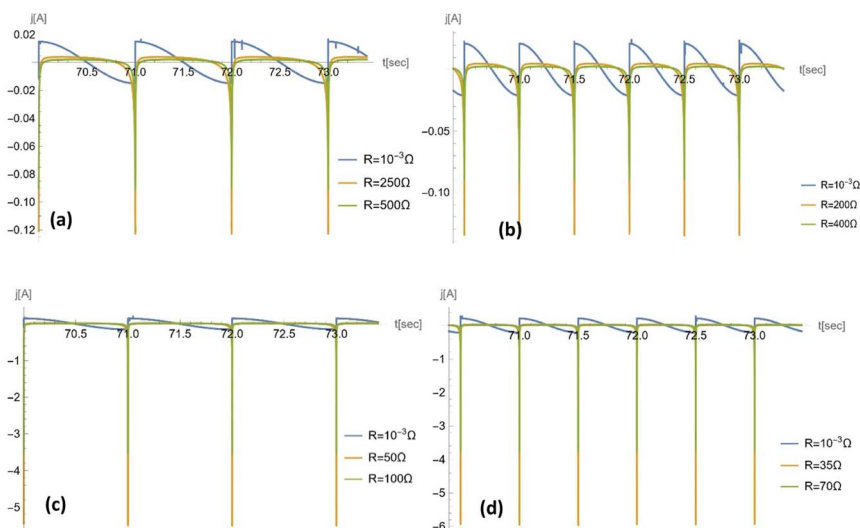 j[A]
0.02
70.5 71.0 71.5 72.0 72.5 73.0
t[sec]
-0.02
-0.04
-0.06
-0.08
-0.10
-0.12
R=10⁻³Ω
R=250Ω
R=500Ω
(a)
j[A]
71.0 71.5 72.0 72.5 73.0
t[sec]
-0.05
-0.10
R=10⁻³Ω
R=200Ω
R=400Ω
(b)
j[A]
70.5 71.0 71.5 72.0 72.5 73.0
t[sec]
-1
-2
-3
-4
-5
R=10⁻³Ω
R=50Ω
R=100Ω
(c)
j[A]
71.0 71.5 72.0 72.5 73.0
t[sec]
-1
-2
-3
-4
-5
-6
R=10⁻³Ω
R=35Ω
R=70Ω
(d)